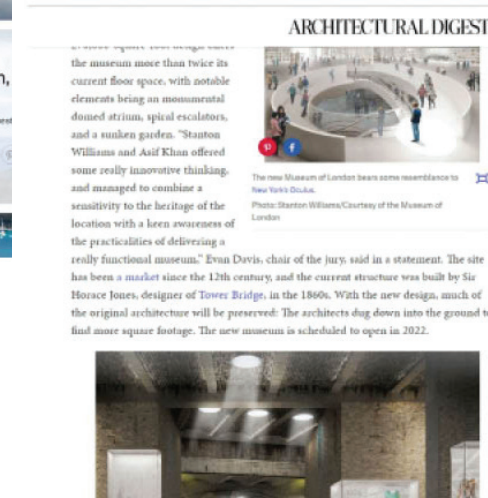 ARCHITECTURAL DIGEST
the museum more than twice its
current floor space, with notable
elements being an monumental
domed atrium, spiral escalators,
and a sunken garden. "Stanton
Williams and Asif Khan offered
some really innovative thinking,
and managed to combine a
sensitivity to the heritage of the
location with a keen awareness of
the practicalities of delivering a
The new Museum of London bears some resemblance to
New York's Oculus.
Photo: Stanton Williams/Courtesy of the Museum of
London
really functional museum," Evan Davis, chair of the jury, said in a statement. The site
has been a market since the 12th century, and the current structure was built by Sir
Horace Jones, designer of Tower Bridge, in the 1860s. With the new design, much of
the original architecture will be preserved: The architects dug down into the ground to
find more square footage. The new museum is scheduled to open in 2022.